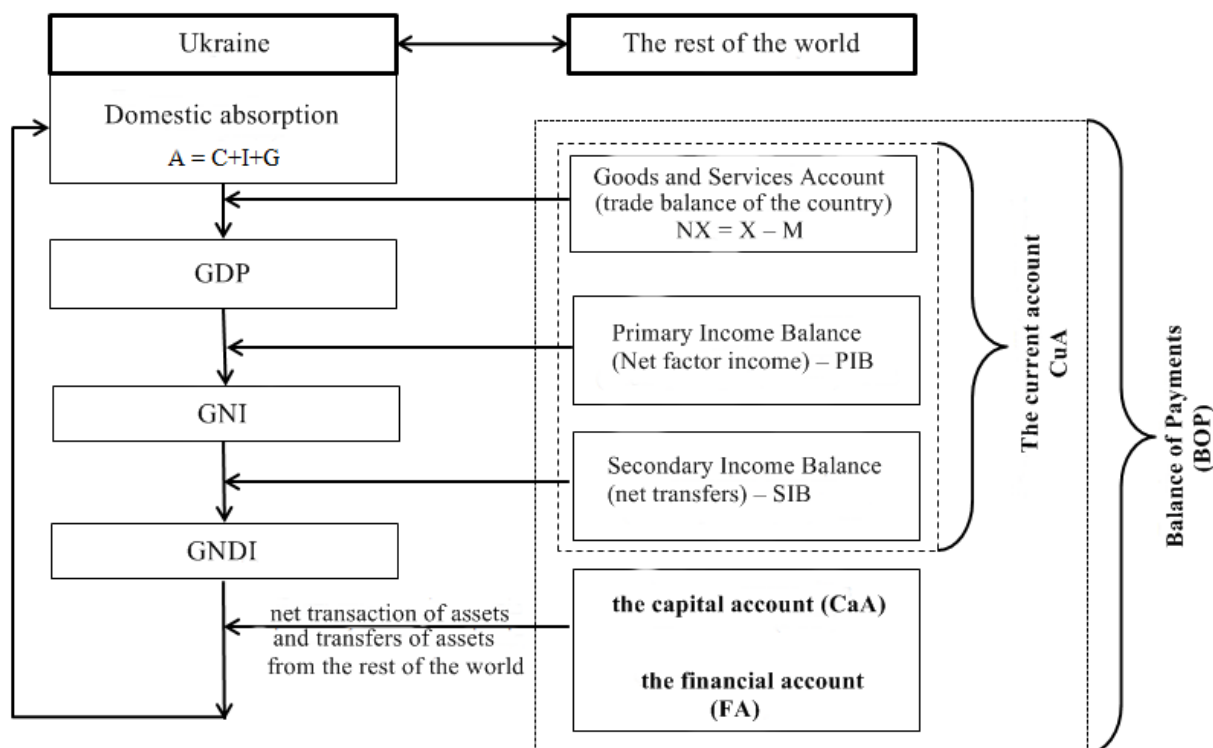 Ukraine
The rest of the world
Domestic absorption
A = C+I+G
Goods and Services Account
(trade balance of the country)
NX = X – M
GDP
Primary Income Balance
(Net factor income) – PIB
GNI
Secondary Income Balance
(net transfers) – SIB
GNDI
The current account
CuA
Balance of Payments
(BOP)
net transaction of assets
and transfers of assets
from the rest of the world
the capital account (CaA)
the financial account
(FA)